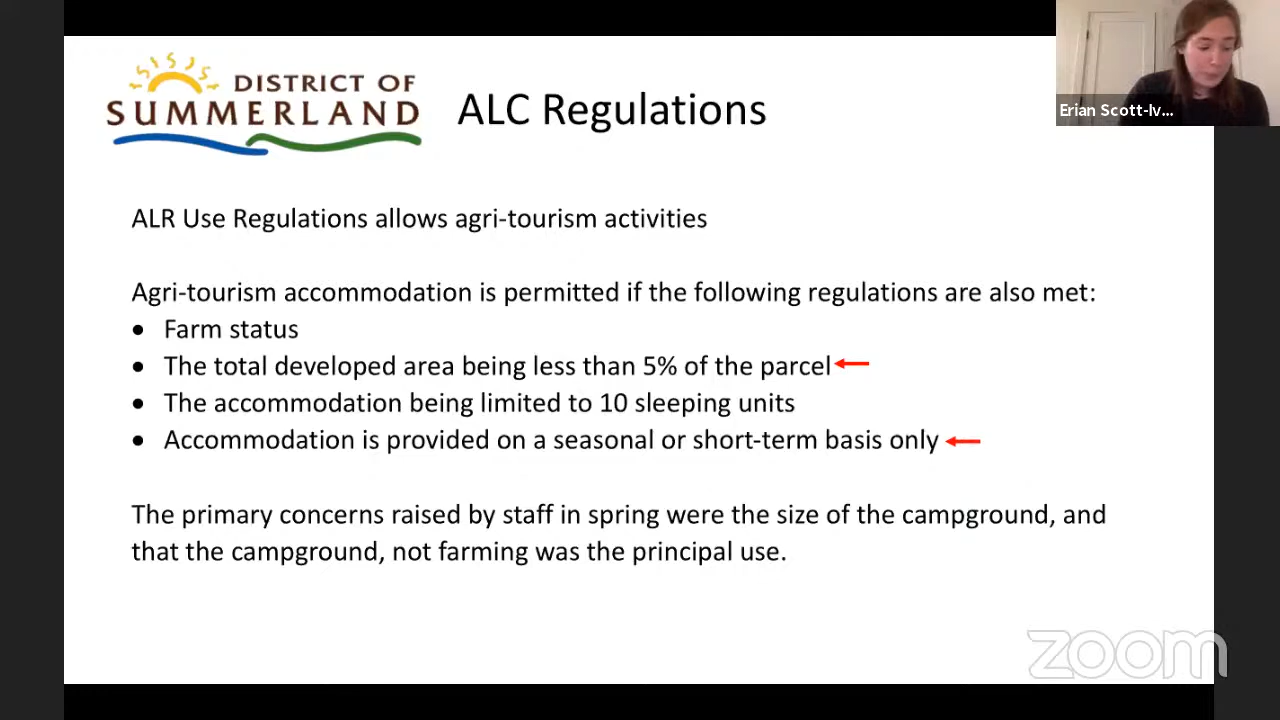 DISTRICT OF
SUMMERLAND
ALC Regulations
Erian Scott-Iv...
ALR Use Regulations allows agri-tourism activities
Agri-tourism accommodation is permitted if the following regulations are also met:
• Farm status
• The total developed area being less than 5% of the parcel
• The accommodation being limited to 10 sleeping units
• Accommodation is provided on a seasonal or short-term basis only
The primary concerns raised by staff in spring were the size of the campground, and
that the campground, not farming was the principal use.
zoom